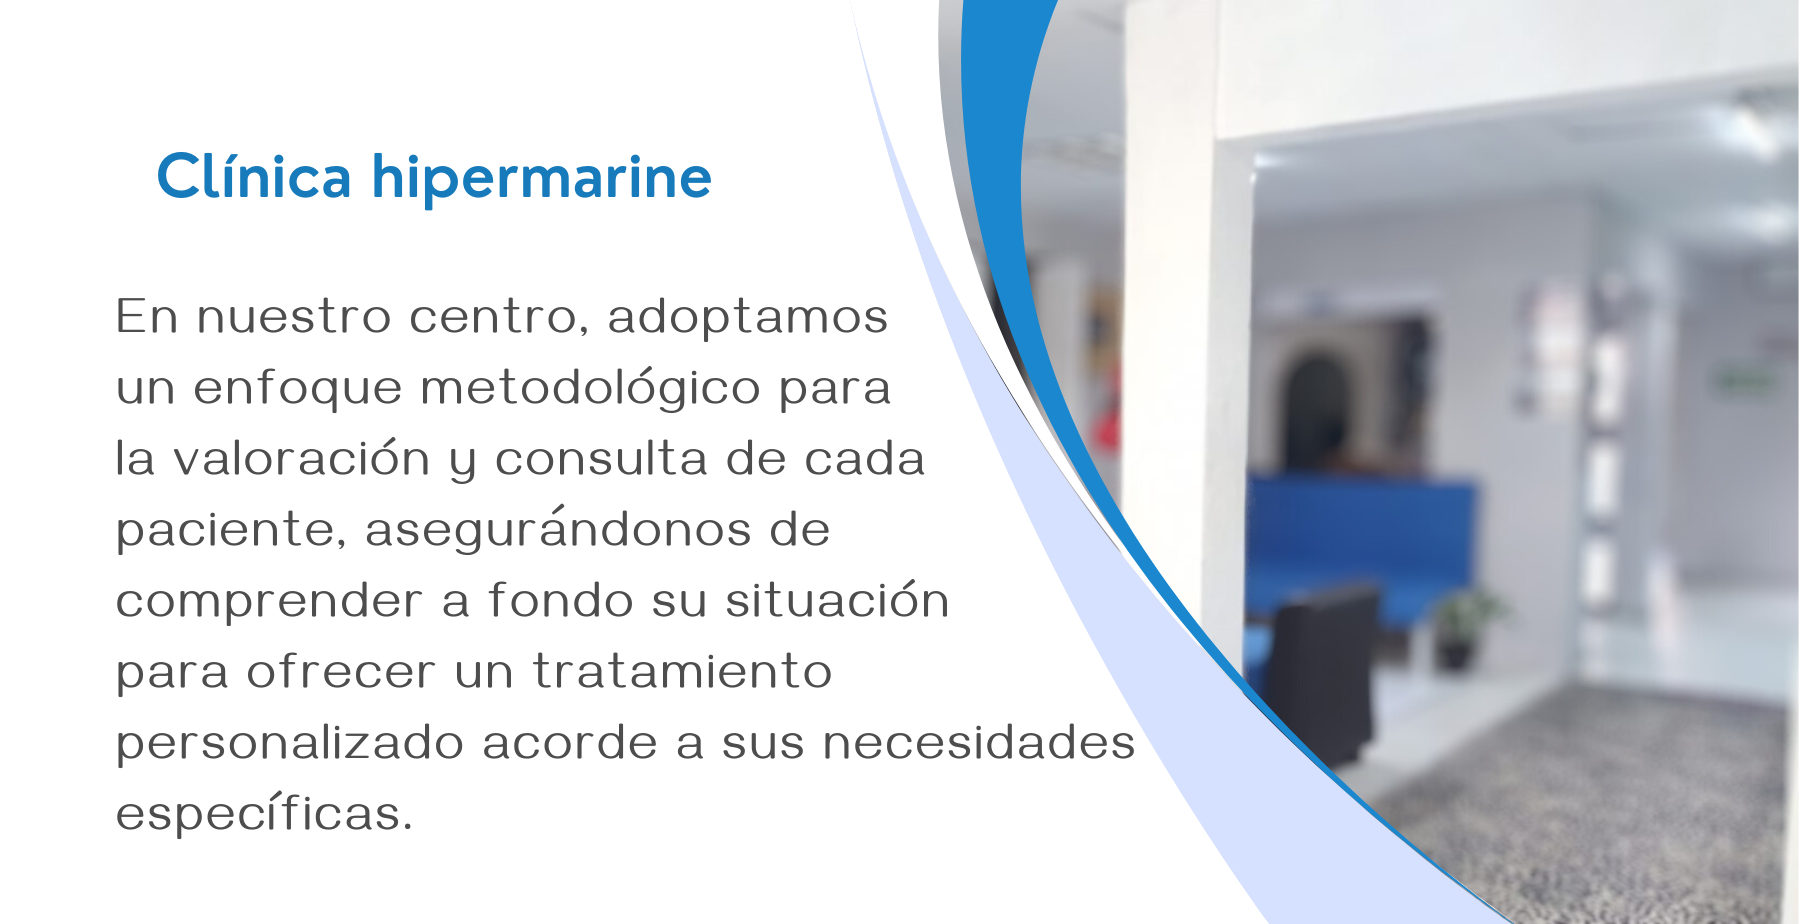 Clínica hipermarine
En nuestro centro, adoptamos
un enfoque metodológico para
la valoración y consulta de cada
paciente, asegurándonos de
comprender a fondo su situación
para ofrecer un tratamiento
personalizado acorde a sus necesidades
específicas.